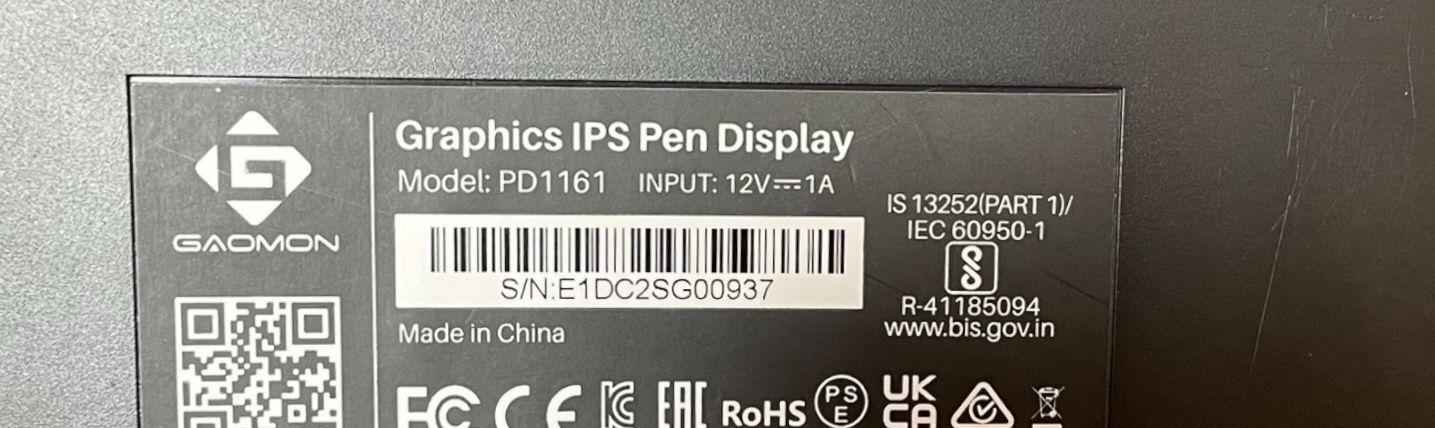 GAOMON
Graphics IPS Pen Display
Model: PD1161 INPUT: 12V⎓1A
S/N:E1DC2SG00937
Made in China
IS 13252(PART 1)/
IEC 60950-1
R-41185094
www.bis.gov.in
FC CE EAC RoHS PS E UK CA